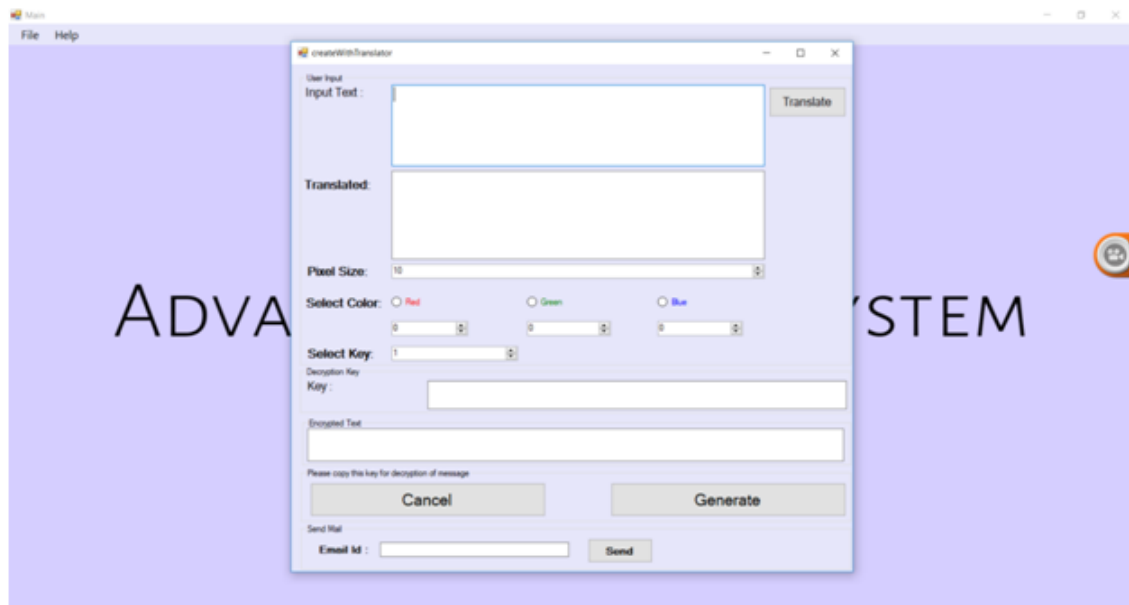 Main
File Help
createWithTranslator
User Input
Input Text :
Translate
Translated:
Pixel Size: 10
Select Color: Red Green Blue
0 0 0
Select Key: 1
Decryption Key
Key :
Encrypted Text
Please copy this key for decryption of message
Cancel Generate
Send Mail
Email Id : Send
ADVA YSTEM